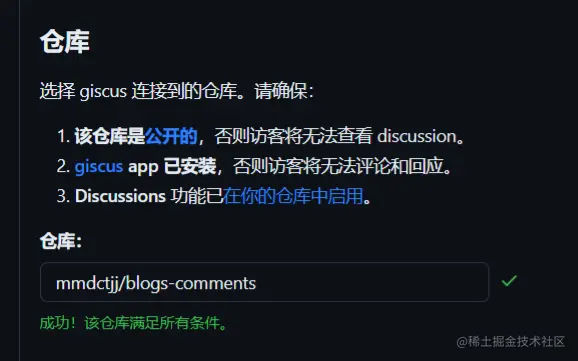 仓库
选择 giscus 连接到的仓库。请确保：
1. 该仓库是公开的，否则访客将无法查看 discussion。
2. giscus app 已安装，否则访客将无法评论和回应。
3. Discussions 功能已在你的仓库中启用。
仓库：
mmdctjj/blogs-comments
成功！该仓库满足所有条件。
@稀土掘金技术社区